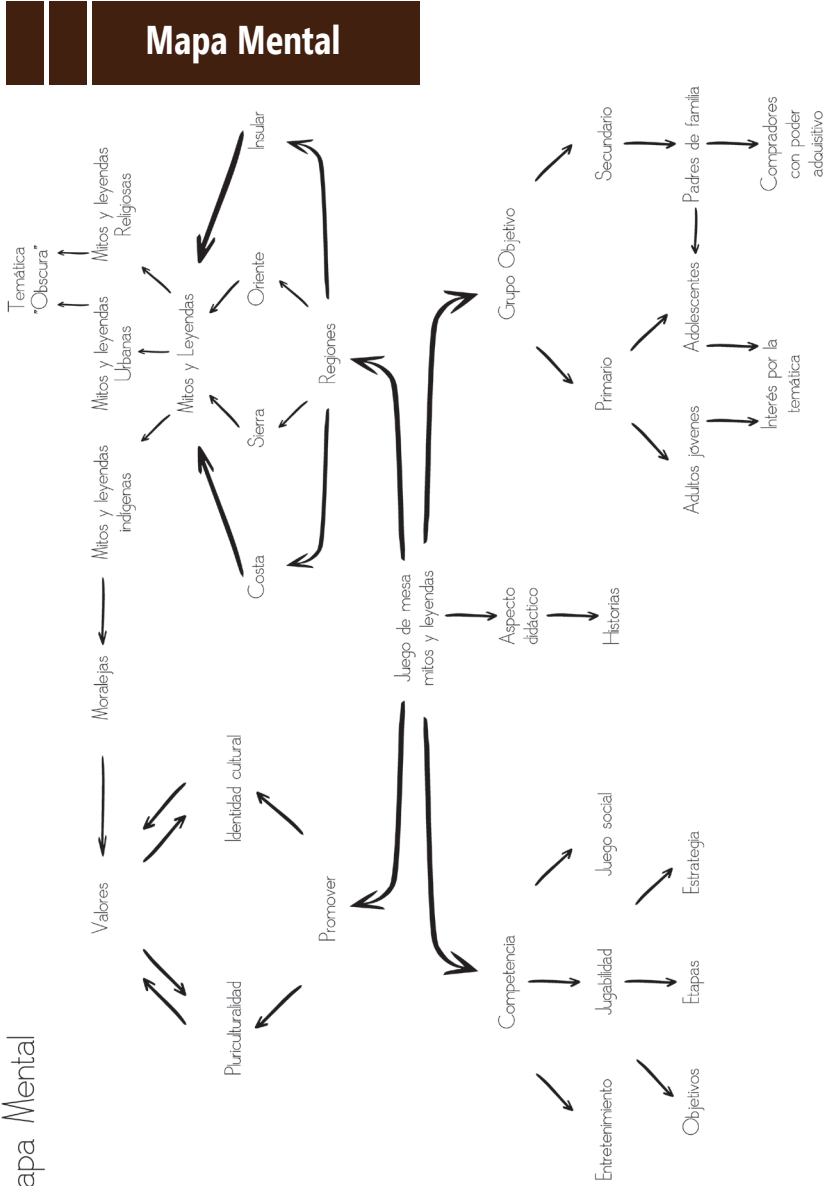 Mapa Mental
apa Mental
Valores
Moralejas
Mitos y leyendas
indígenas
Mitos y leyendas
Urbanas
Mitos y leyendas
Religiosas
Temática
"Obscura"
Mitos y Leyendas
Pluriculturalidad
Identidad cultural
Costa
Sierra
Oriente
Insular
Promover
Regiones
Juego de mesa
mitos y leyendas
Competencia
Aspecto
didáctico
Grupo Objetivo
Entretenimiento
Jugabilidad
Juego social
Historias
Primario
Secundario
Objetivos
Etapas
Estrategia
Adultos jóvenes
Adolescentes
Padres de familia
Interés por la
temática
Compradores
con poder
adquisitivo